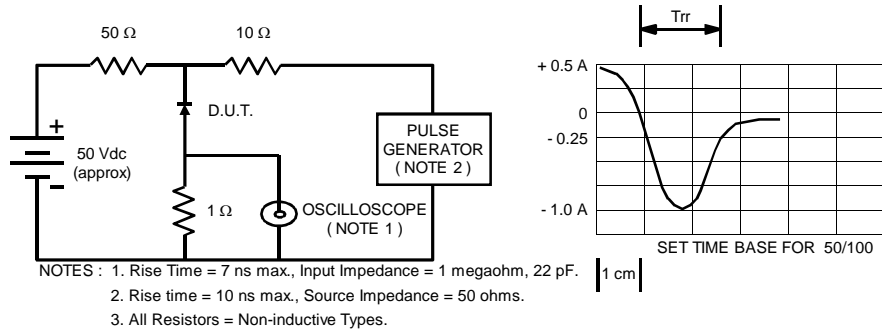 50 Ω
10 Ω
Trr
+ 0.5 A
D.U.T.
0
- 0.25
+
50 Vdc
(approx)
-
PULSE
GENERATOR
( NOTE 2 )
1 Ω
OSCILLOSCOPE
( NOTE 1 )
- 1.0 A
SET TIME BASE FOR 50/100
1 cm
NOTES : 1. Rise Time = 7 ns max., Input Impedance = 1 megaohm, 22 pF.
2. Rise time = 10 ns max., Source Impedance = 50 ohms.
3. All Resistors = Non-inductive Types.